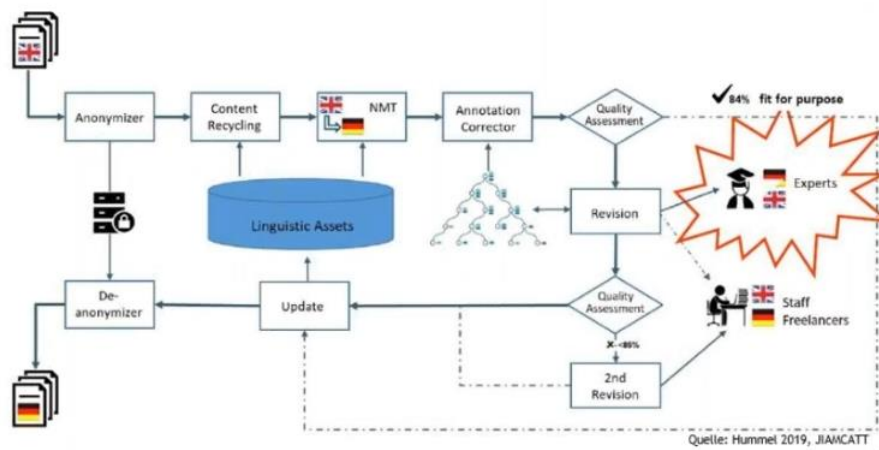 Anonymizer
Content
Recycling
NMT
Annotation
Corrector
Quality
Assessment
84% fit for purpose
Experts
Linguistic Assets
Revision
De-
anonymizer
Update
Quality
Assessment
Staff
Freelancers
<85%
2nd
Revision
Quelle: Hummel 2019, JIAMCATT